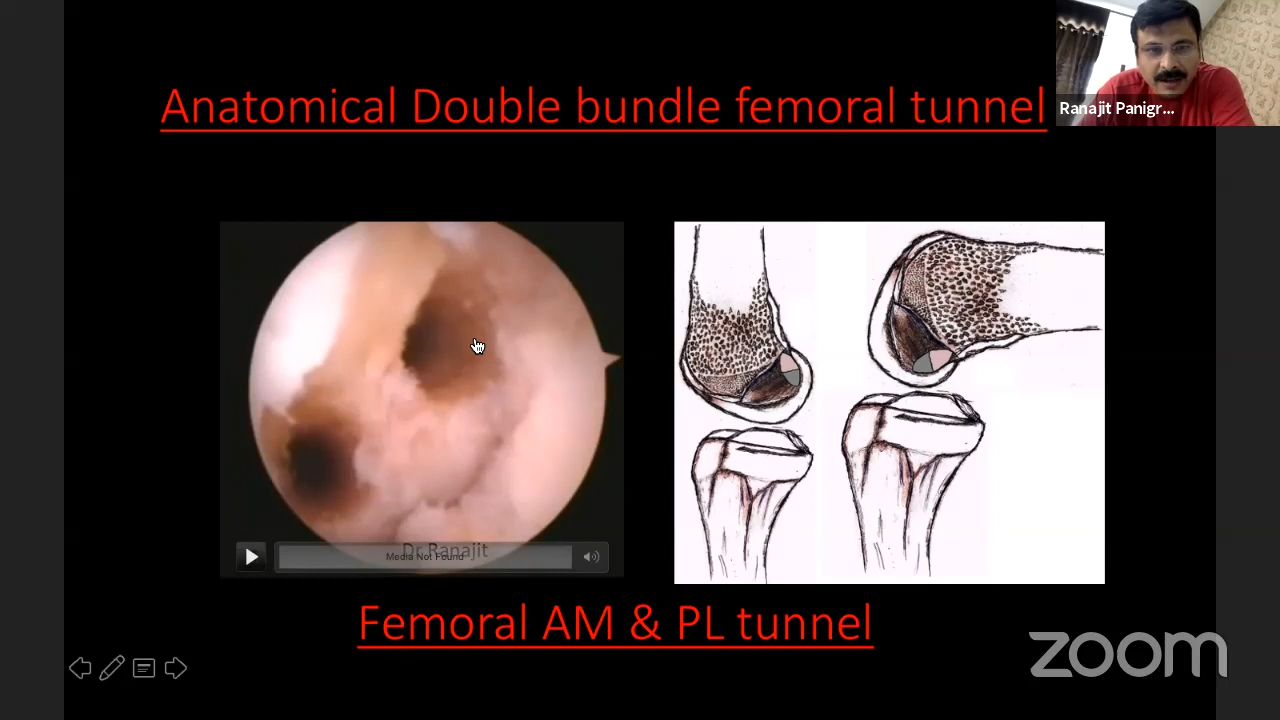 Anatomical Double bundle femoral tunnel
Ranajit Panigr...
Dr Ranajit
Media Not Found
Femoral AM & PL tunnel
zoom